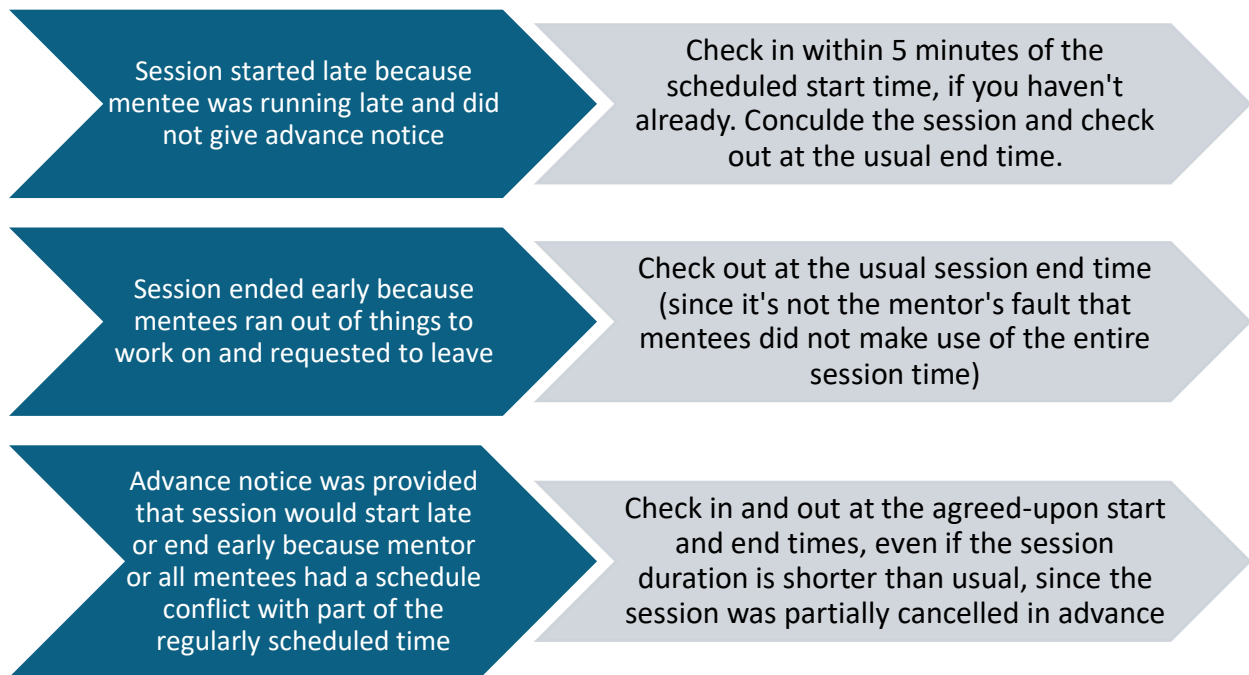 Session started late because
mentee was running late and did
not give advance notice
Check in within 5 minutes of the
scheduled start time, if you haven't
already. Conculde the session and check
out at the usual end time.
Session ended early because
mentees ran out of things to
work on and requested to leave
Check out at the usual session end time
(since it's not the mentor's fault that
mentees did not make use of the entire
session time)
Advance notice was provided
that session would start late
or end early because mentor
or all mentees had a schedule
conflict with part of the
regularly scheduled time
Check in and out at the agreed-upon start
and end times, even if the session
duration is shorter than usual, since the
session was partially cancelled in advance